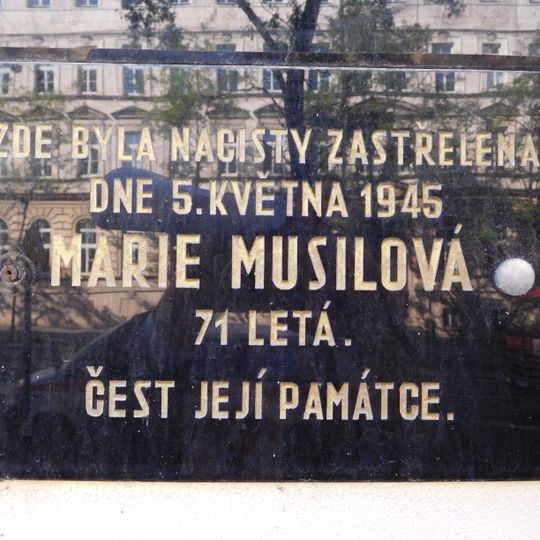 ZDE BYLA NACISTY ZASTŘELENA
DNE 5. KVĚTNA 1945
MARIE MUSILOVÁ
71 LETÁ.
ČEST JEJÍ PAMÁTCE.